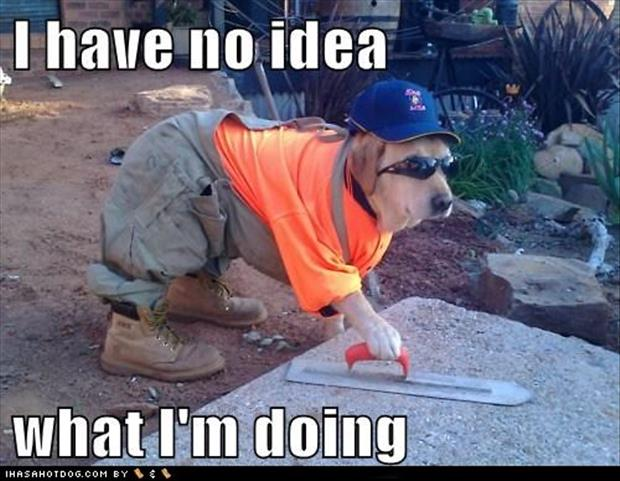 I have no idea
what I'm doing
IHASAHOTDOG.COM BY &